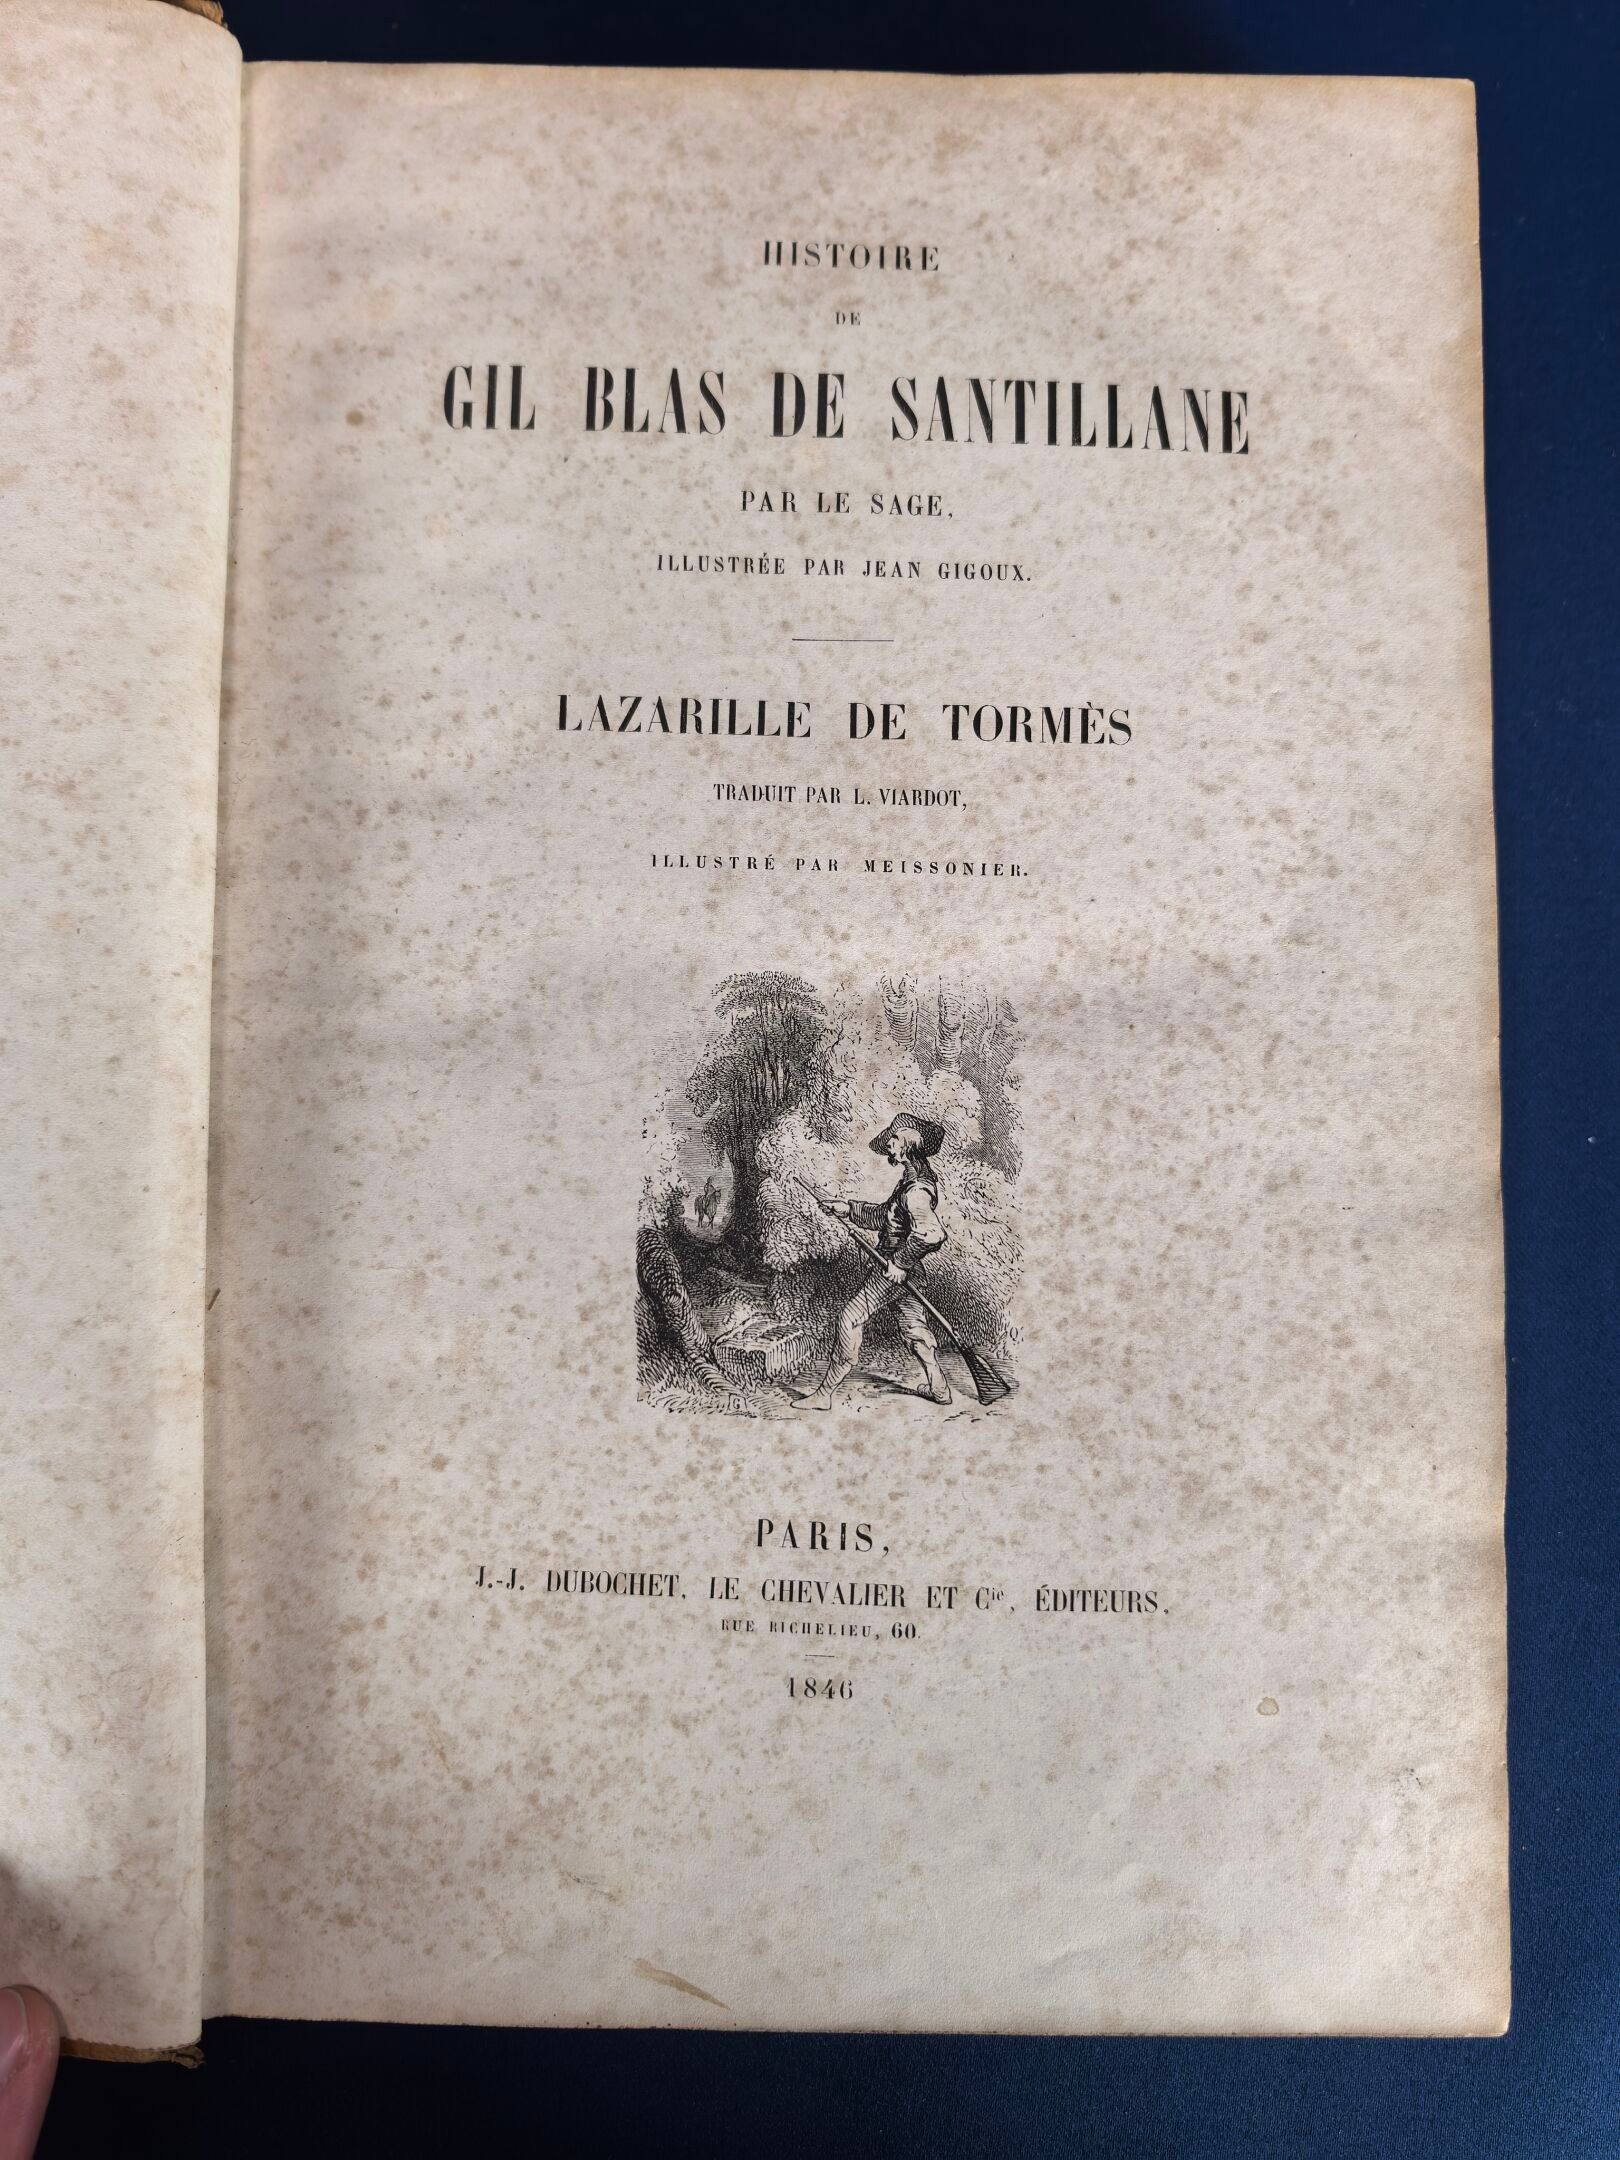 HISTOIRE
DE
GIL BLAS DE SANTILLANE
PAR LE SAGE,
ILLUSTRÉE PAR JEAN GIGOUX.
LAZARILLE DE TORMÈS
TRADUIT PAR L. VIARDOT,
ILLUSTRÉ PAR MEISSONIER.
PARIS,
J.-J. DUBOCHET, LE CHEVALIER ET Cie, ÉDITEURS,
RUE RICHELIEU, 60.
1846